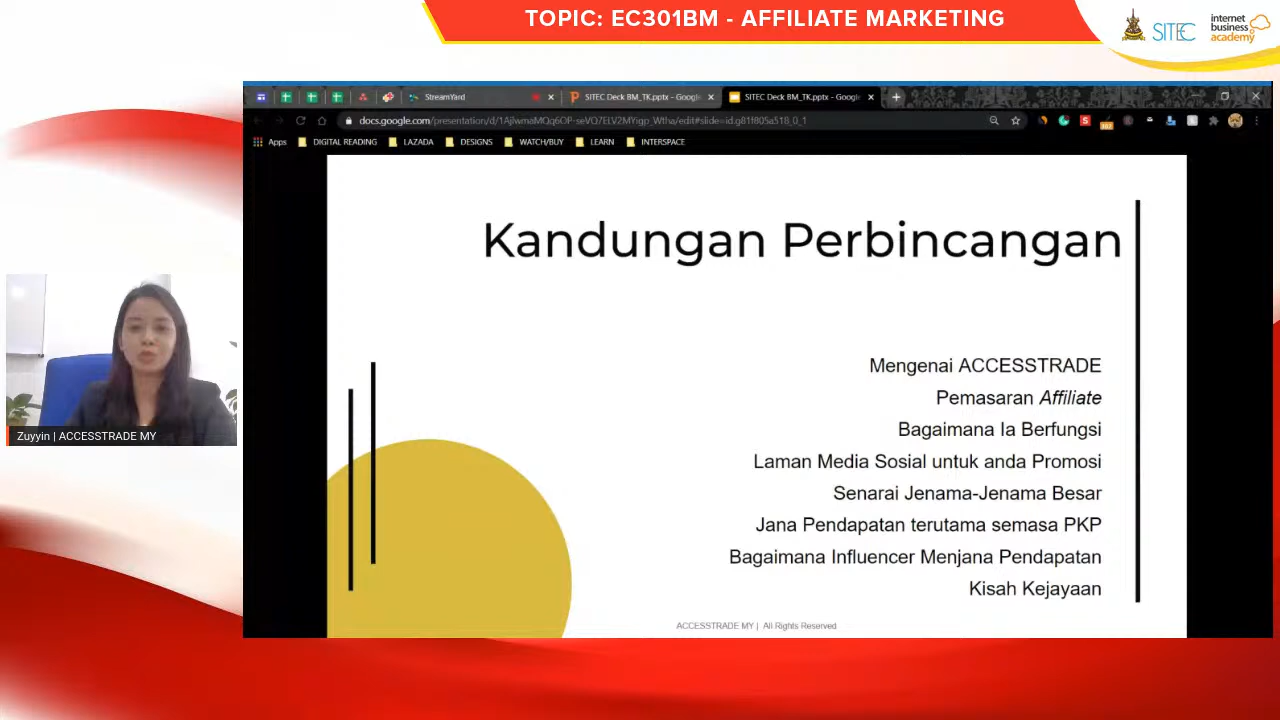 TOPIC: EC301BM - AFFILIATE MARKETING
SITEC
internet
business
academy
StreamYard
SITEC Deck BM_TK.pptx - Googl
SITEC Deck BM_TK.pptx - Googl
Apps
DIGITAL READING
LAZADA
DESIGNS
WATCH/BUY
LEARN
INTERSPACE
Kandungan Perbincangan
Mengenai ACCESSTRADE
Pemasaran Affiliate
Bagaimana Ia Berfungsi
Laman Media Sosial untuk anda Promosi
Senarai Jenama-Jenama Besar
Jana Pendapatan terutama semasa PKP
Bagaimana Influencer Menjana Pendapatan
Kisah Kejayaan
ACCESSTRADE MY | All Rights Reserved
Zuyyin | ACCESSTRADE MY